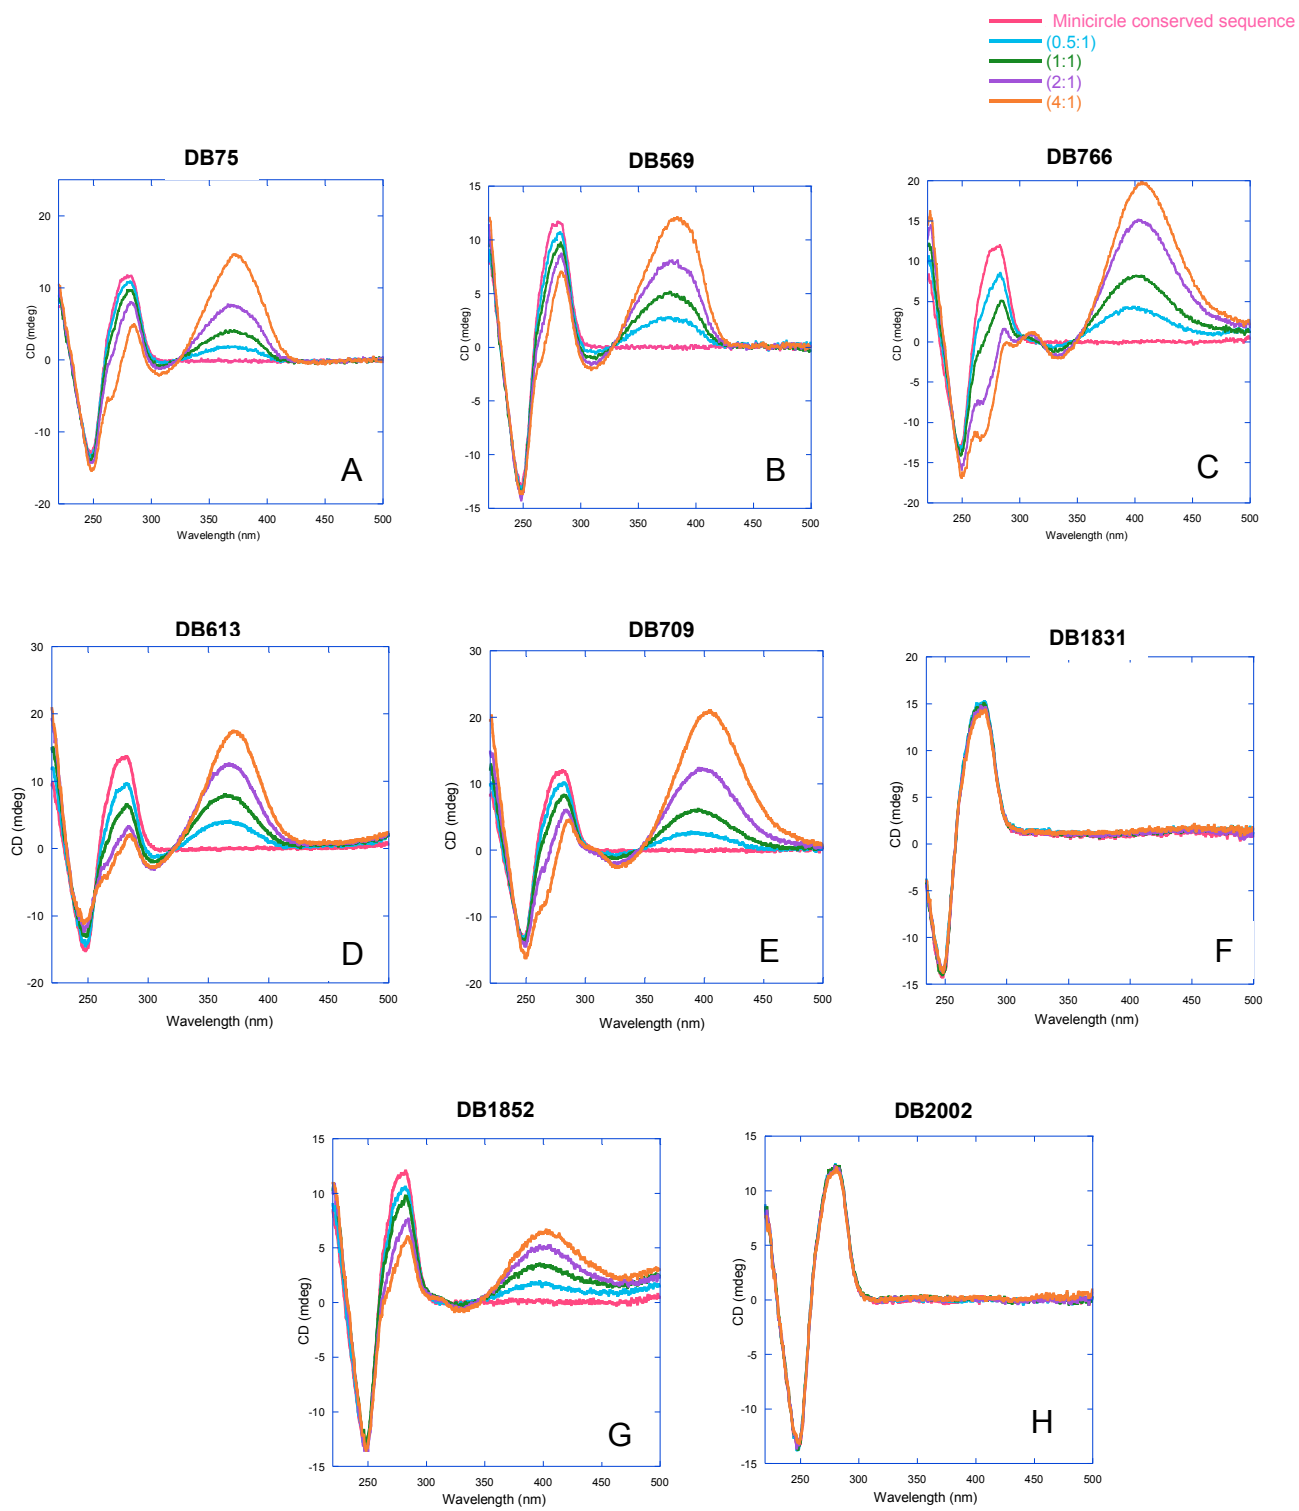 Minicircle conserved sequence
(0.5:1)
(1:1)
(2:1)
(4:1)
DB75
CD (mdeg)
20
10
0
-10
-20
250 300 350 400 450 500
Wavelength (nm)
A
DB569
CD (mdeg)
15
10
5
0
-5
-10
-15
250 300 350 400 450 500
Wavelength (nm)
B
DB766
CD (mdeg)
20
15
10
5
0
-5
-10
-15
-20
250 300 350 400 450 500
Wavelength (nm)
C
DB613
CD (mdeg)
30
20
10
0
-10
-20
250 300 350 400 450 500
Wavelength (nm)
D
DB709
CD (mdeg)
30
20
10
0
-10
-20
250 300 350 400 450 500
Wavelength (nm)
E
DB1831
CD (mdeg)
20
15
10
5
0
-5
-10
-15
250 300 350 400 450 500
Wavelength (nm)
F
DB1852
CD (mdeg)
15
10
5
0
-5
-10
-15
250 300 350 400 450 500
Wavelength (nm)
G
DB2002
CD (mdeg)
15
10
5
0
-5
-10
-15
250 300 350 400 450 500
Wavelength (nm)
H